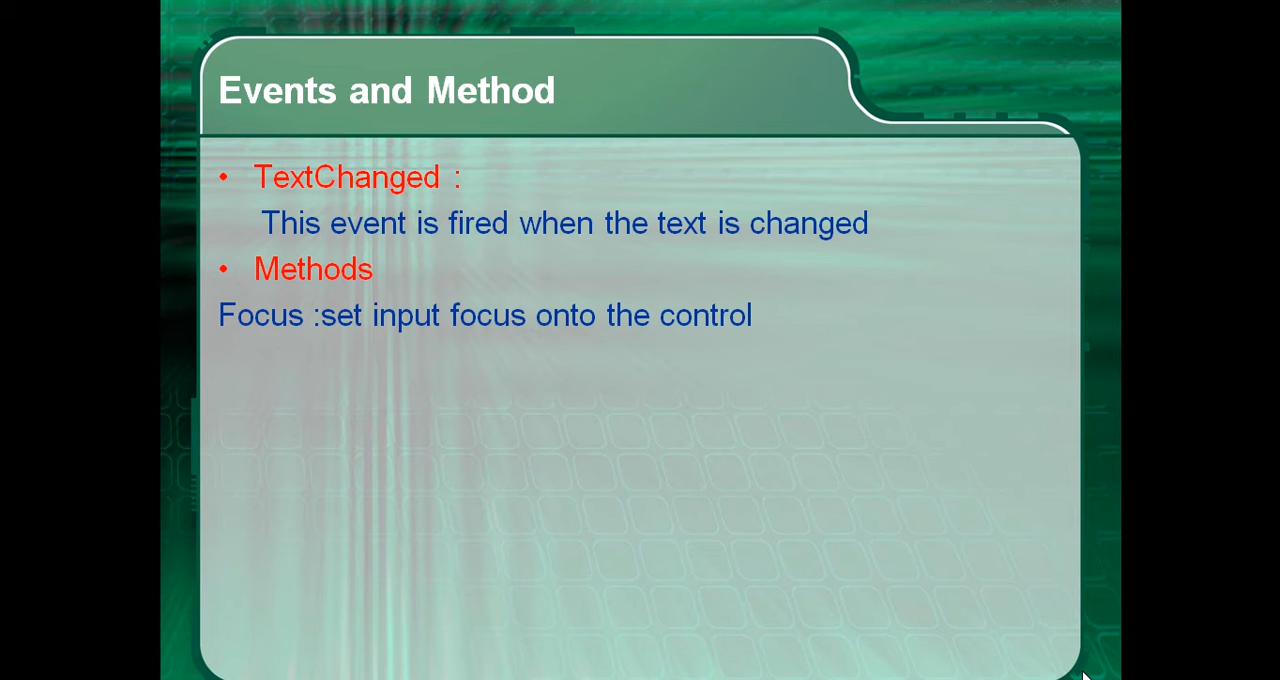 Events and Method
• TextChanged :
This event is fired when the text is changed
• Methods
Focus :set input focus onto the control